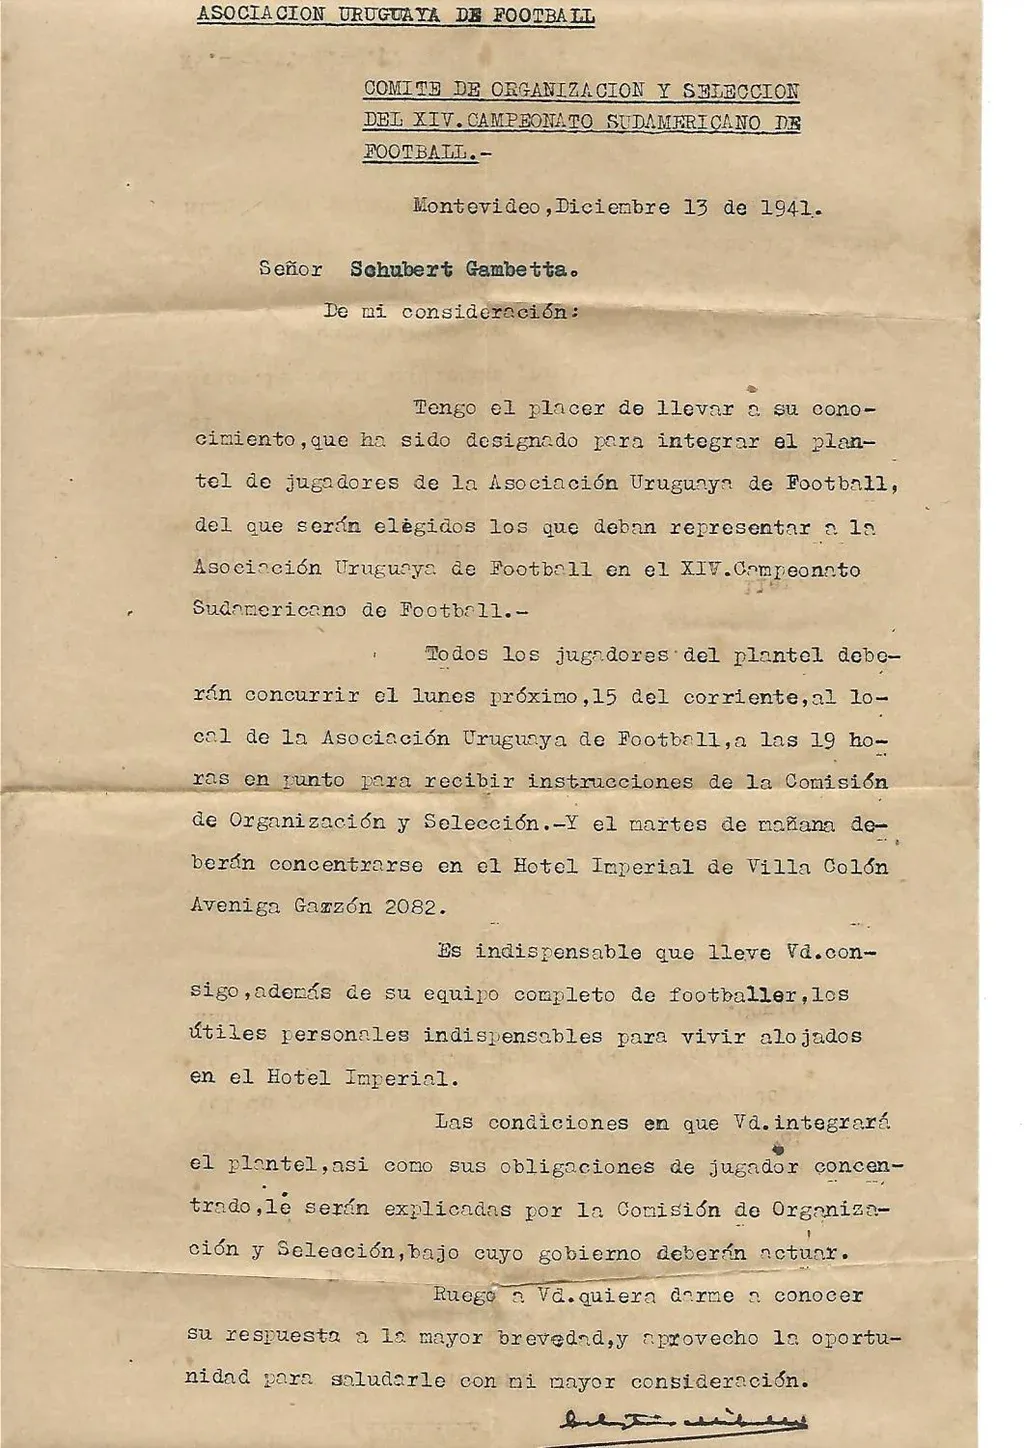 ASOCIACION URUGUAYA DE FOOTBALL
COMITE DE ORGANIZACION Y SELECCION
DEL XIV.CAMPEONATO SUDAMERICANO DE
FOOTBALL.-
Montevideo,Diciembre 13 de 1941.
Señor Schubert Gambetta.
De mi consideración:
Tengo el placer de llevar a su cono-
cimiento,que ha sido designado para integrar el plan-
tel de jugadores de la Asociación Uruguaya de Football,
del que serán elegidos los que deban representar a la
Asociación Uruguaya de Football en el XIV.Campeonato
Sudamericano de Football.-
Todos los jugadores del plantel debe-
rán concurrir el lunes próximo,15 del corriente,al lo-
cal de la Asociación Uruguaya de Football,a las 19 ho-
ras en punto para recibir instrucciones de la Comisión
de Organización y Selección.-Y el martes de mañana de-
berán concentrarse en el Hotel Imperial de Villa Colón
Aveniga Garzón 2082.
Es indispensable que lleve Vd.con-
sigo,además de su equipo completo de footballer,los
útiles personales indispensables para vivir alojados
en el Hotel Imperial.
Las condiciones en que Vd.integrará
el plantel,asi como sus obligaciones de jugador concen-
trado,le serán explicadas por la Comisión de Organiza-
ción y Selección,bajo cuyo gobierno deberán actuar.
Ruego a Vd.quiera darme a conocer
su respuesta a la mayor brevedad,y aprovecho la oportu-
nidad para saludarle con mi mayor consideración.